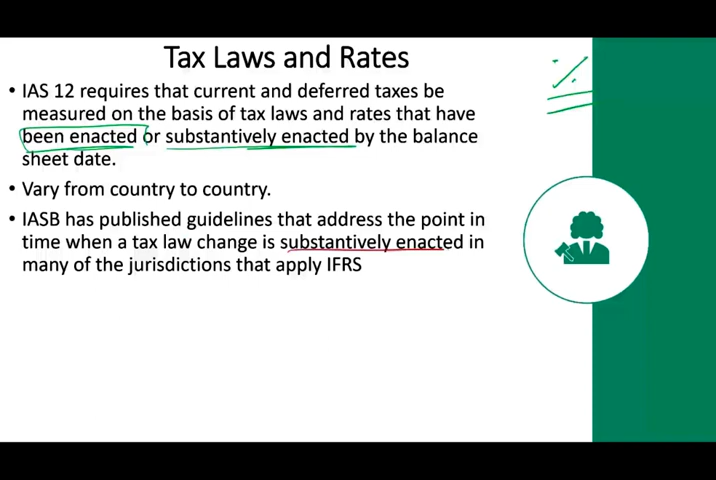 Tax Laws and Rates
• IAS 12 requires that current and deferred taxes be
measured on the basis of tax laws and rates that have
been enacted or substantively enacted by the balance
sheet date.
• Vary from country to country.
• IASB has published guidelines that address the point in
time when a tax law change is substantively enacted in
many of the jurisdictions that apply IFRS
%